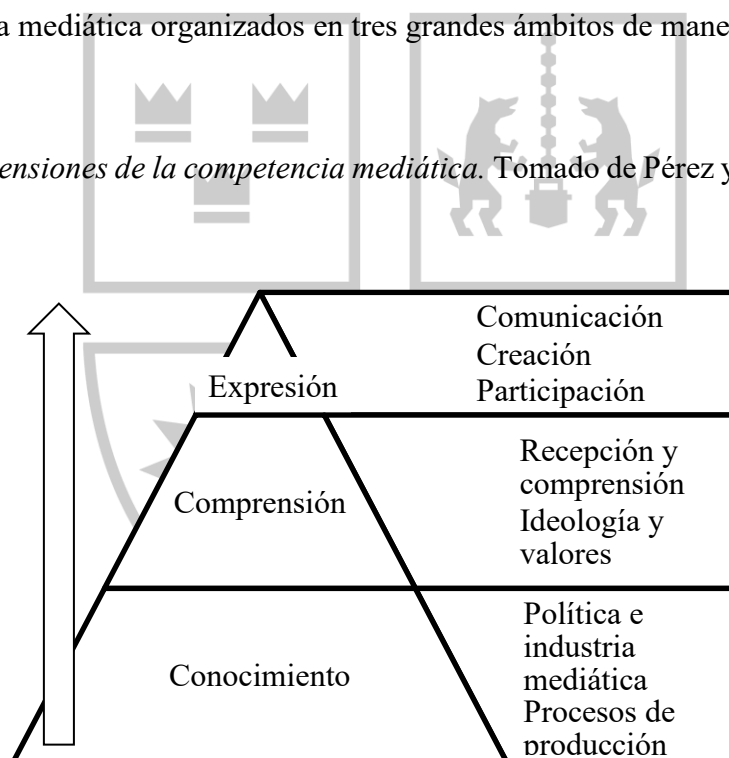 a mediática organizados en tres grandes ámbitos de mane
ensiones de la competencia mediática. Tomado de Pérez y
Comunicación
Creación
Participación
Expresión
Recepción y
comprensión
Ideología y
valores
Comprensión
Política e
industria
mediática
Procesos de
producción
Conocimiento